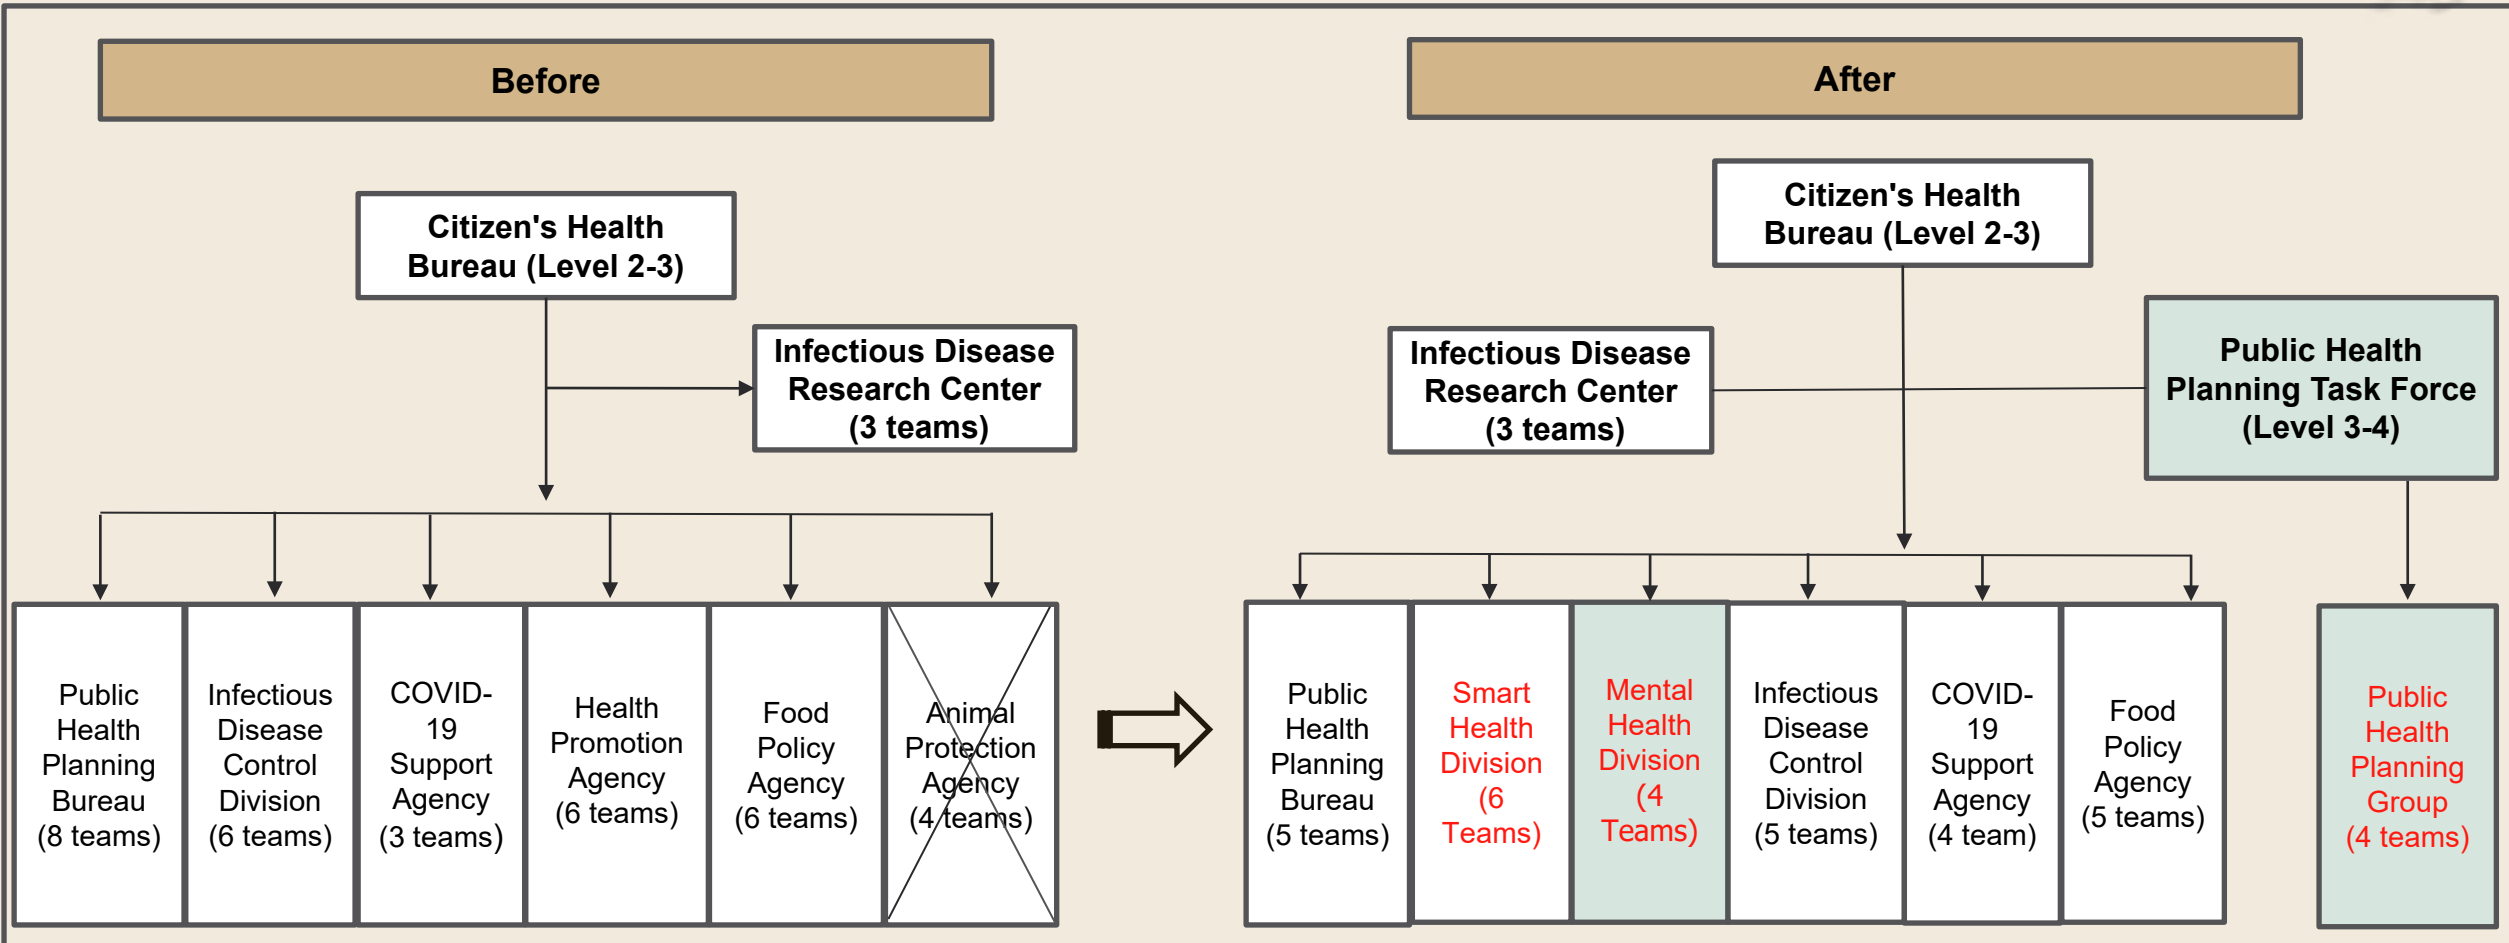 Before
After
Citizen's Health
Bureau (Level 2-3)
Infectious Disease
Research Center
(3 teams)
Public
Health
Planning
Bureau
(8 teams)
Infectious
Disease
Control
Division
(6 teams)
COVID-
19
Support
Agency
(3 teams)
Health
Promotion
Agency
(6 teams)
Food
Policy
Agency
(6 teams)
Animal
Protection
Agency
(4 teams)
Citizen's Health
Bureau (Level 2-3)
Infectious Disease
Research Center
(3 teams)
Public Health
Planning Task Force
(Level 3-4)
Public
Health
Planning
Bureau
(5 teams)
Smart
Health
Division
(6
Teams)
Mental
Health
Division
(4
Teams)
Infectious
Disease
Control
Division
(5 teams)
COVID-
19
Support
Agency
(4 team)
Food
Policy
Agency
(5 teams)
Public
Health
Planning
Group
(4 teams)